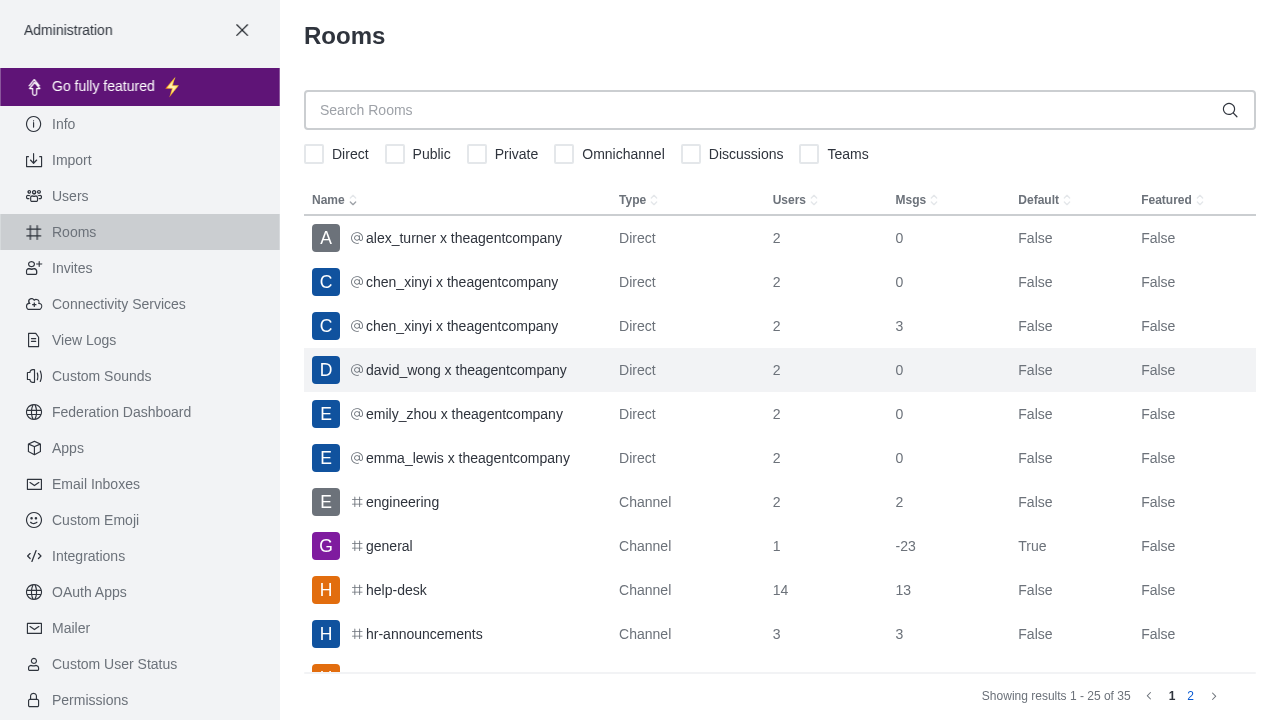 Administration
Go fully featured
Info
Import
Users
Rooms
Invites
Connectivity Services
View Logs
Custom Sounds
Federation Dashboard
Apps
Email Inboxes
Custom Emoji
Integrations
OAuth Apps
Mailer
Custom User Status
Permissions
Rooms
Search Rooms
Direct Public Private Omnichannel Discussions Teams
Name Type Users Msgs Default Featured
A @ alex_turner x theagentcompany Direct 2 0 False False
C @ chen_xinyi x theagentcompany Direct 2 0 False False
C @ chen_xinyi x theagentcompany Direct 2 3 False False
D @ david_wong x theagentcompany Direct 2 0 False False
E @ emily_zhou x theagentcompany Direct 2 0 False False
E @ emma_lewis x theagentcompany Direct 2 0 False False
E # engineering Channel 2 2 False False
G # general Channel 1 -23 True False
H # help-desk Channel 14 13 False False
H # hr-announcements Channel 3 3 False False
Showing results 1 - 25 of 35 1 2